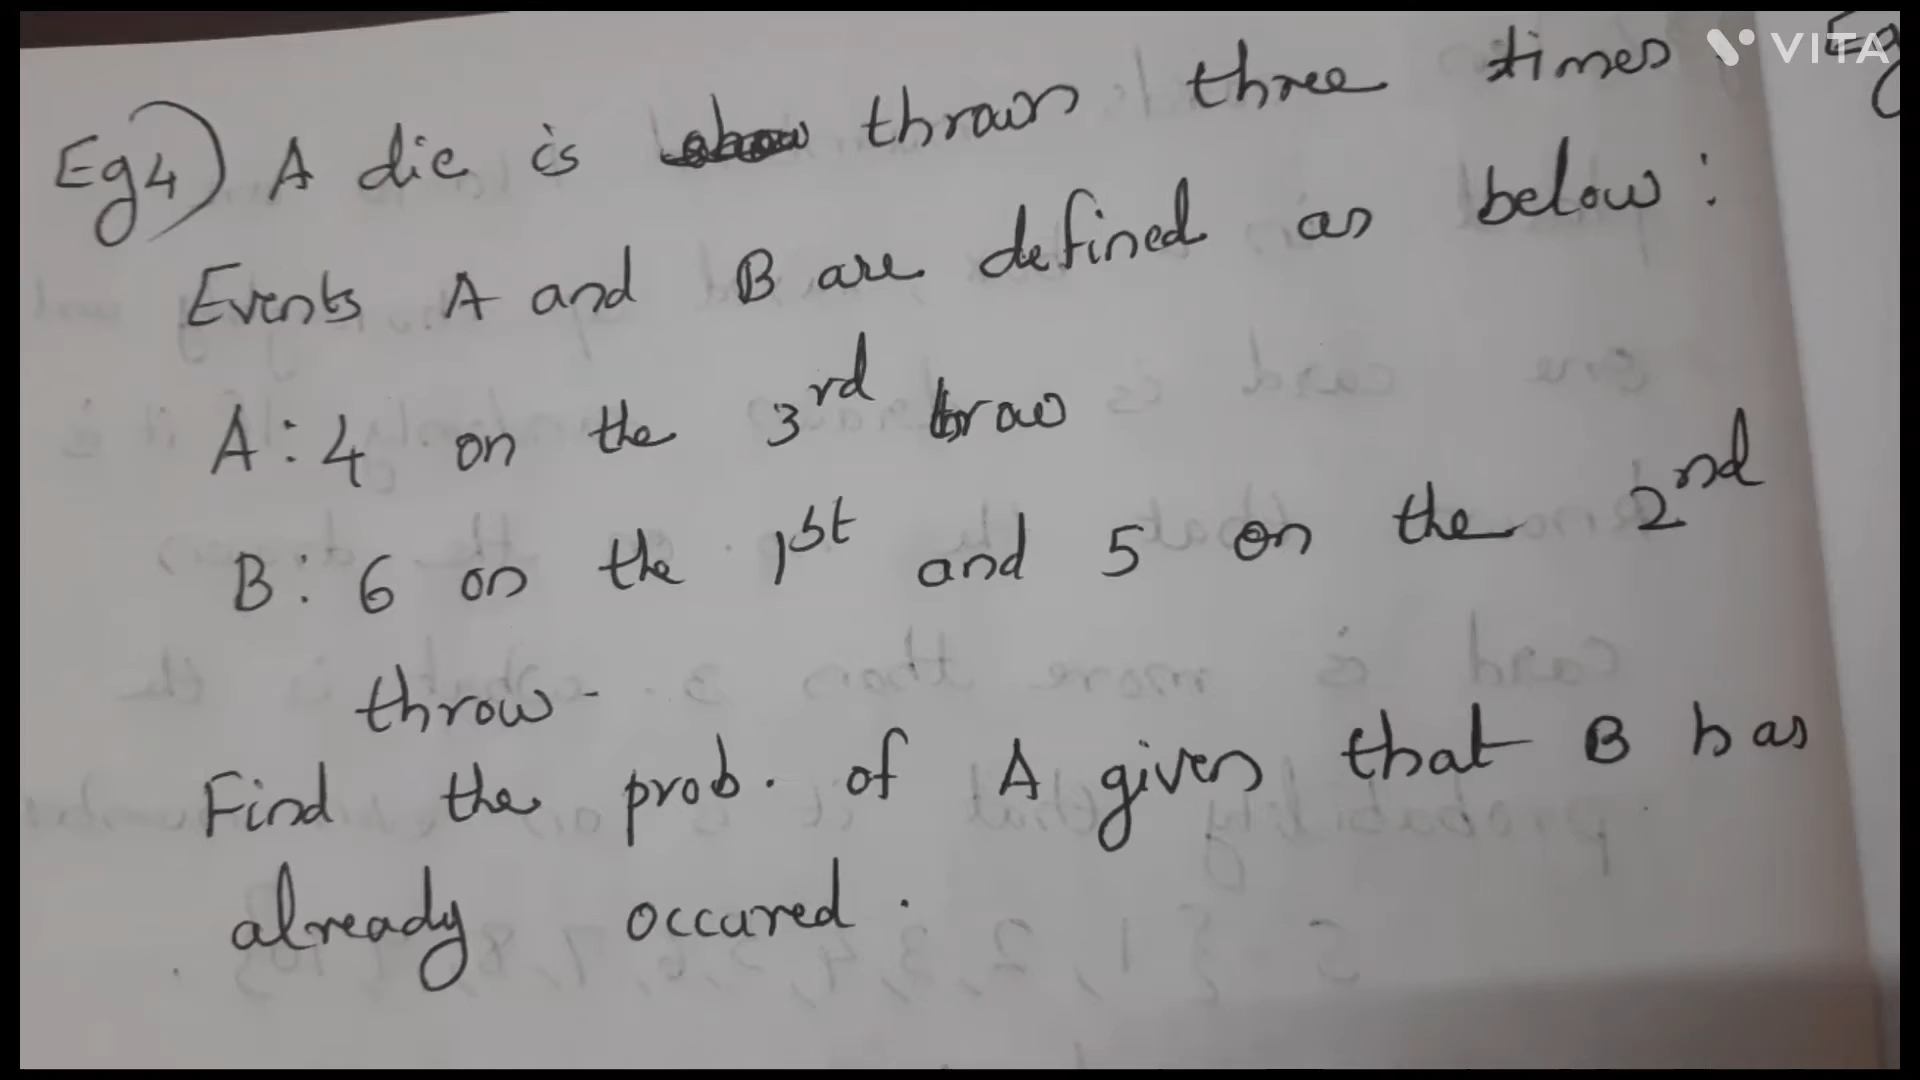 VITA
Eg
Eg4) A die is thrown three times.
Events A and B are defined as below:
A: 4 on the 3rd throw
B: 6 on the 1st and 5 on the 2nd
throw.
Find the prob. of A given that B has
already occured.